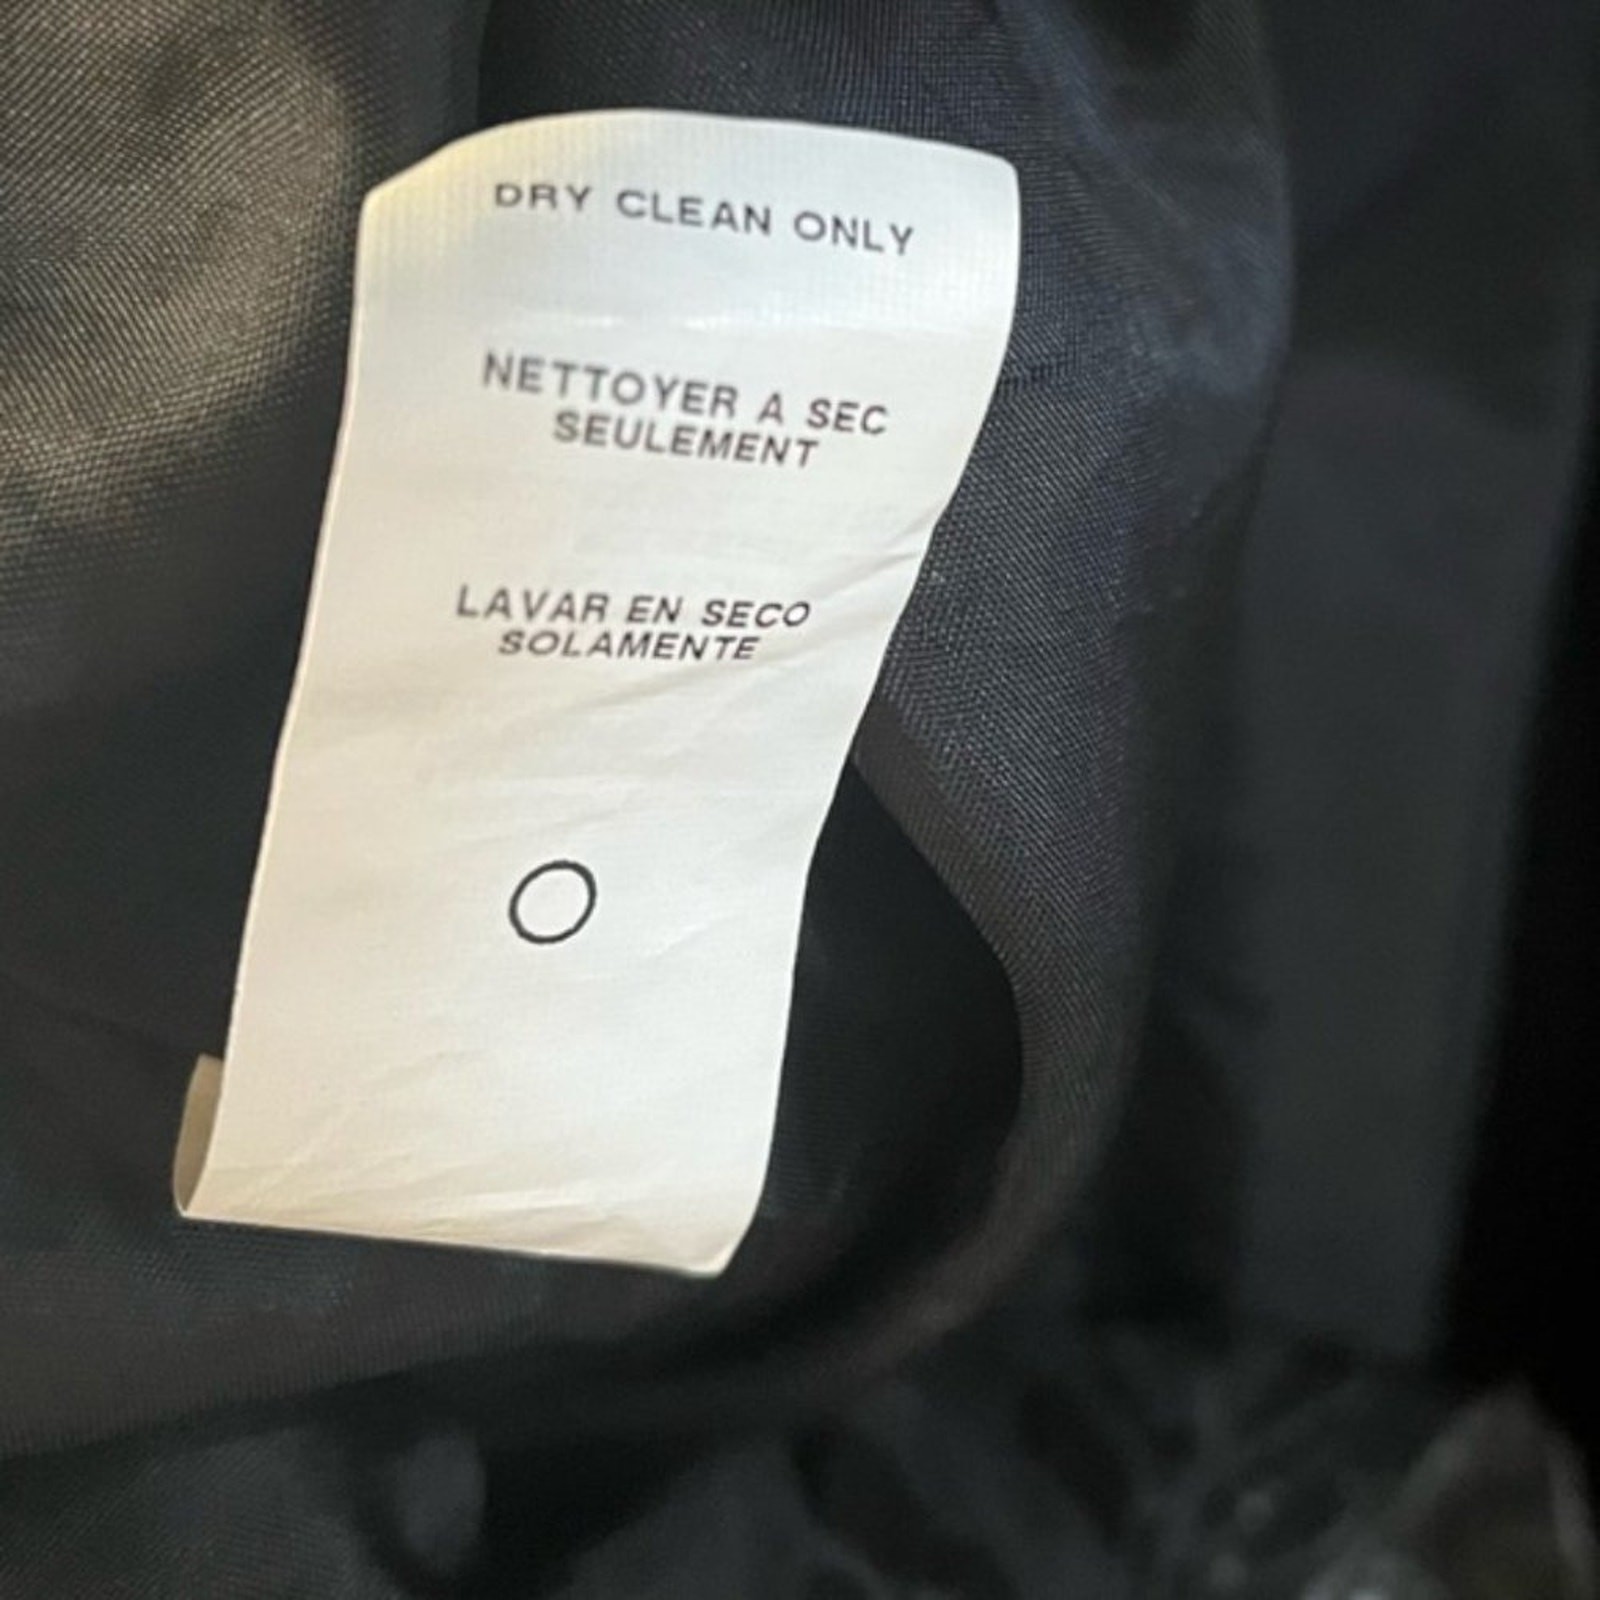 DRY CLEAN ONLY
NETTOYER A SEC
SEULEMENT
LAVAR EN SECO
SOLAMENTE